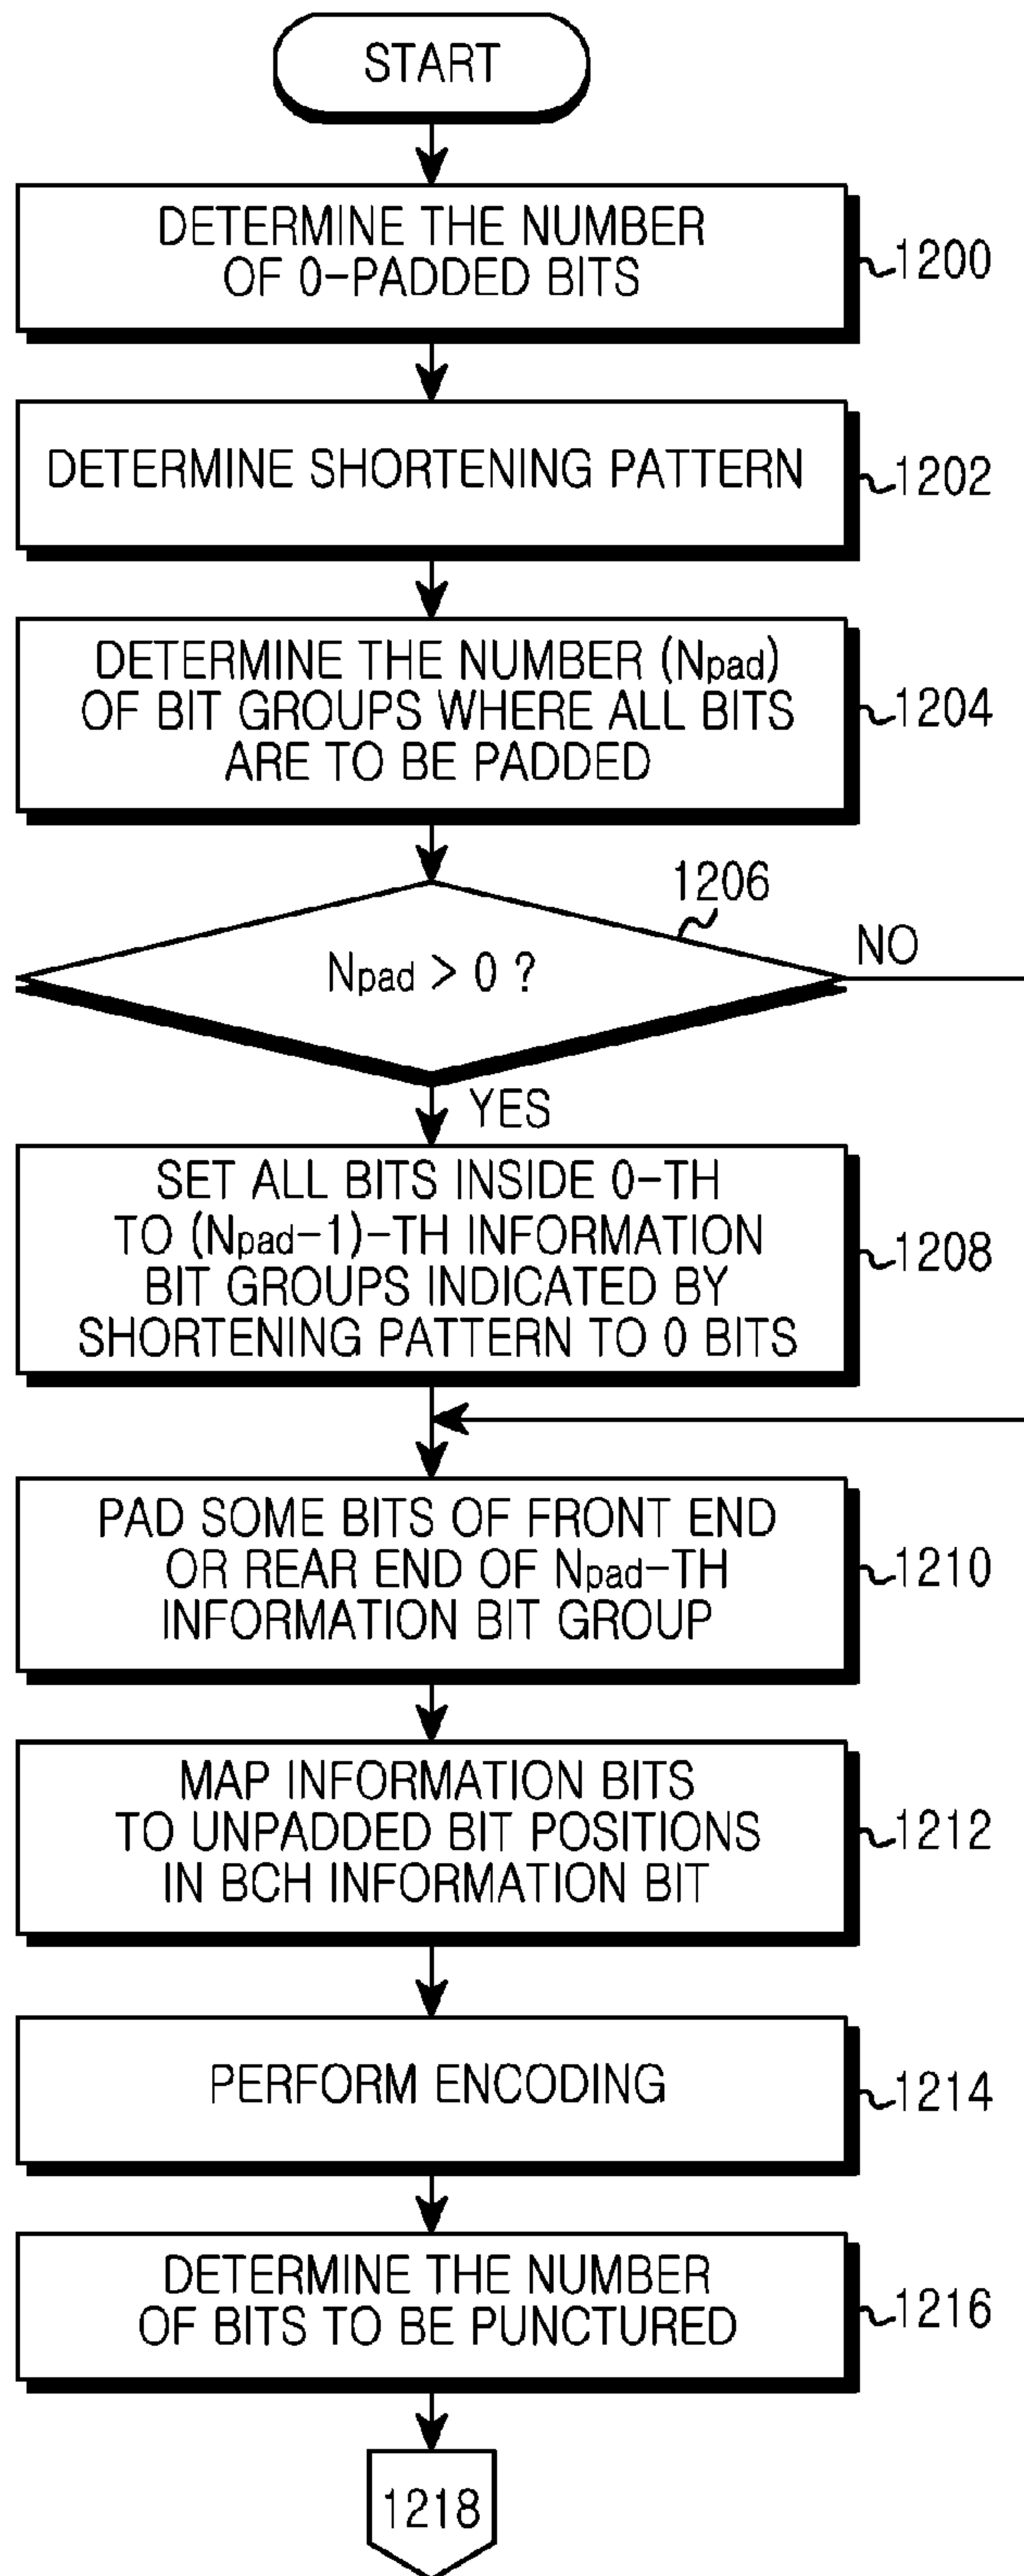 START
DETERMINE THE NUMBER
OF 0-PADDED BITS
1200
DETERMINE SHORTENING PATTERN
1202
DETERMINE THE NUMBER (Npad)
OF BIT GROUPS WHERE ALL BITS
ARE TO BE PADDED
1204
1206
Npad > 0 ?
NO
YES
SET ALL BITS INSIDE 0-TH
TO (Npad-1)-TH INFORMATION
BIT GROUPS INDICATED BY
SHORTENING PATTERN TO 0 BITS
1208
PAD SOME BITS OF FRONT END
OR REAR END OF Npad-TH
INFORMATION BIT GROUP
1210
MAP INFORMATION BITS
TO UNPADDED BIT POSITIONS
IN BCH INFORMATION BIT
1212
PERFORM ENCODING
1214
DETERMINE THE NUMBER
OF BITS TO BE PUNCTURED
1216
1218